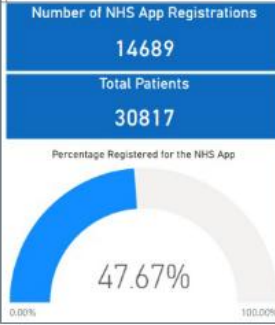 Number of NHS App Registrations
14689
Total Patients
30817
Percentage Registered for the NHS App
47.67%
0.00% 100.00%